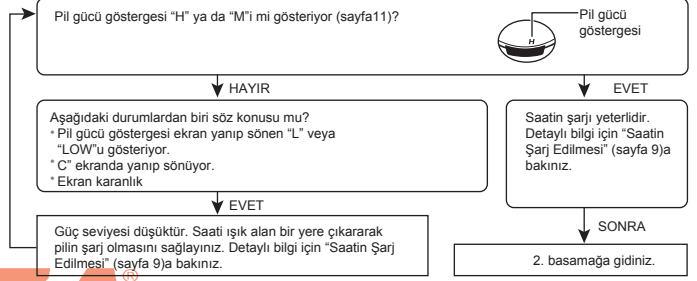 Pil gücü göstergesi “H” ya da “M”i mi gösteriyor (sayfa11)?
Pil gücü
göstergesi
H
HAYIR
EVET
Aşağıdaki durumlardan biri söz konusu mu?
* Pil gücü göstergesi ekran yanıp sönen “L” veya
“LOW”u gösteriyor.
* C” ekranda yanıp sönüyor.
* Ekran karanlık
Saatin şarjı yeterlidir.
Detaylı bilgi için “Saatin
Şarj Edilmesi” (sayfa 9)a
bakınız.
EVET
SONRA
Güç seviyesi düşüktür. Saati ışık alan bir yere çıkararak
pilin şarj olmasını sağlayınız. Detaylı bilgi için “Saatin Şarj
Edilmesi” (sayfa 9)a bakınız.
2. basamağa gidiniz.
®